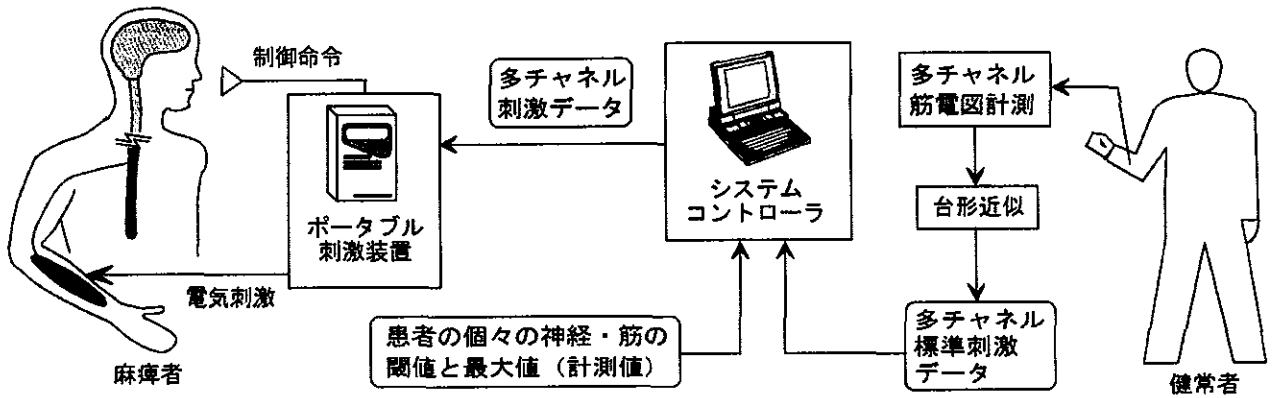 制御命令
ポータブル
刺激装置
電気刺激
麻痺者
多チャネル
刺激データ
システム
コントローラ
患者の個々の神経・筋の
閾値と最大値（計測値）
多チャネル
筋電図計測
台形近似
多チャネル
標準刺激
データ
健常者